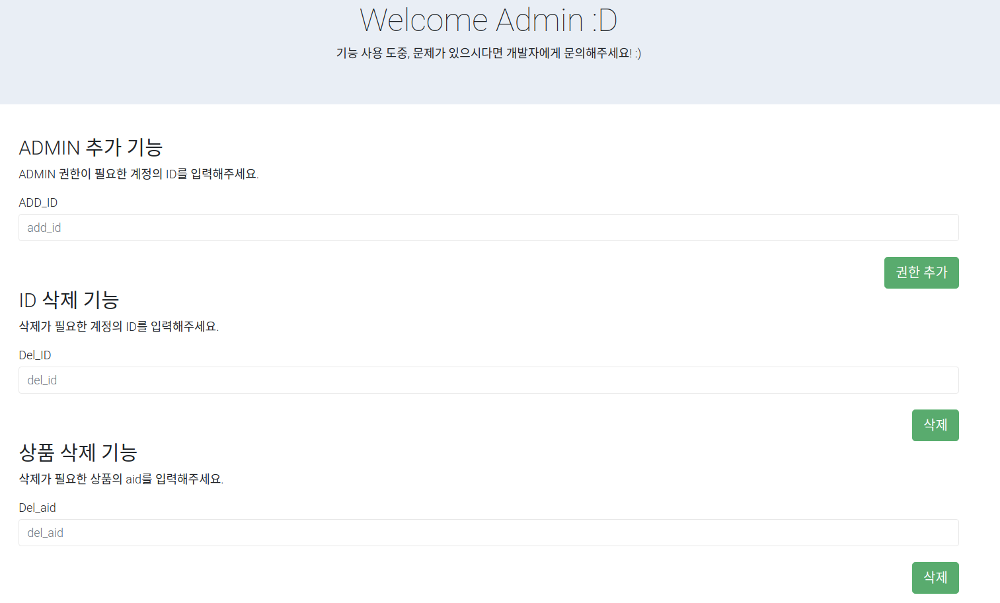 Welcome Admin :D
기능 사용 도중, 문제가 있으시다면 개발자에게 문의해주세요! :)
ADMIN 추가 기능
ADMIN 권한이 필요한 계정의 ID를 입력해주세요.
ADD_ID
add_id
권한 추가
ID 삭제 기능
삭제가 필요한 계정의 ID를 입력해주세요.
Del_ID
del_id
삭제
상품 삭제 기능
삭제가 필요한 상품의 aid를 입력해주세요.
Del_aid
del_aid
삭제